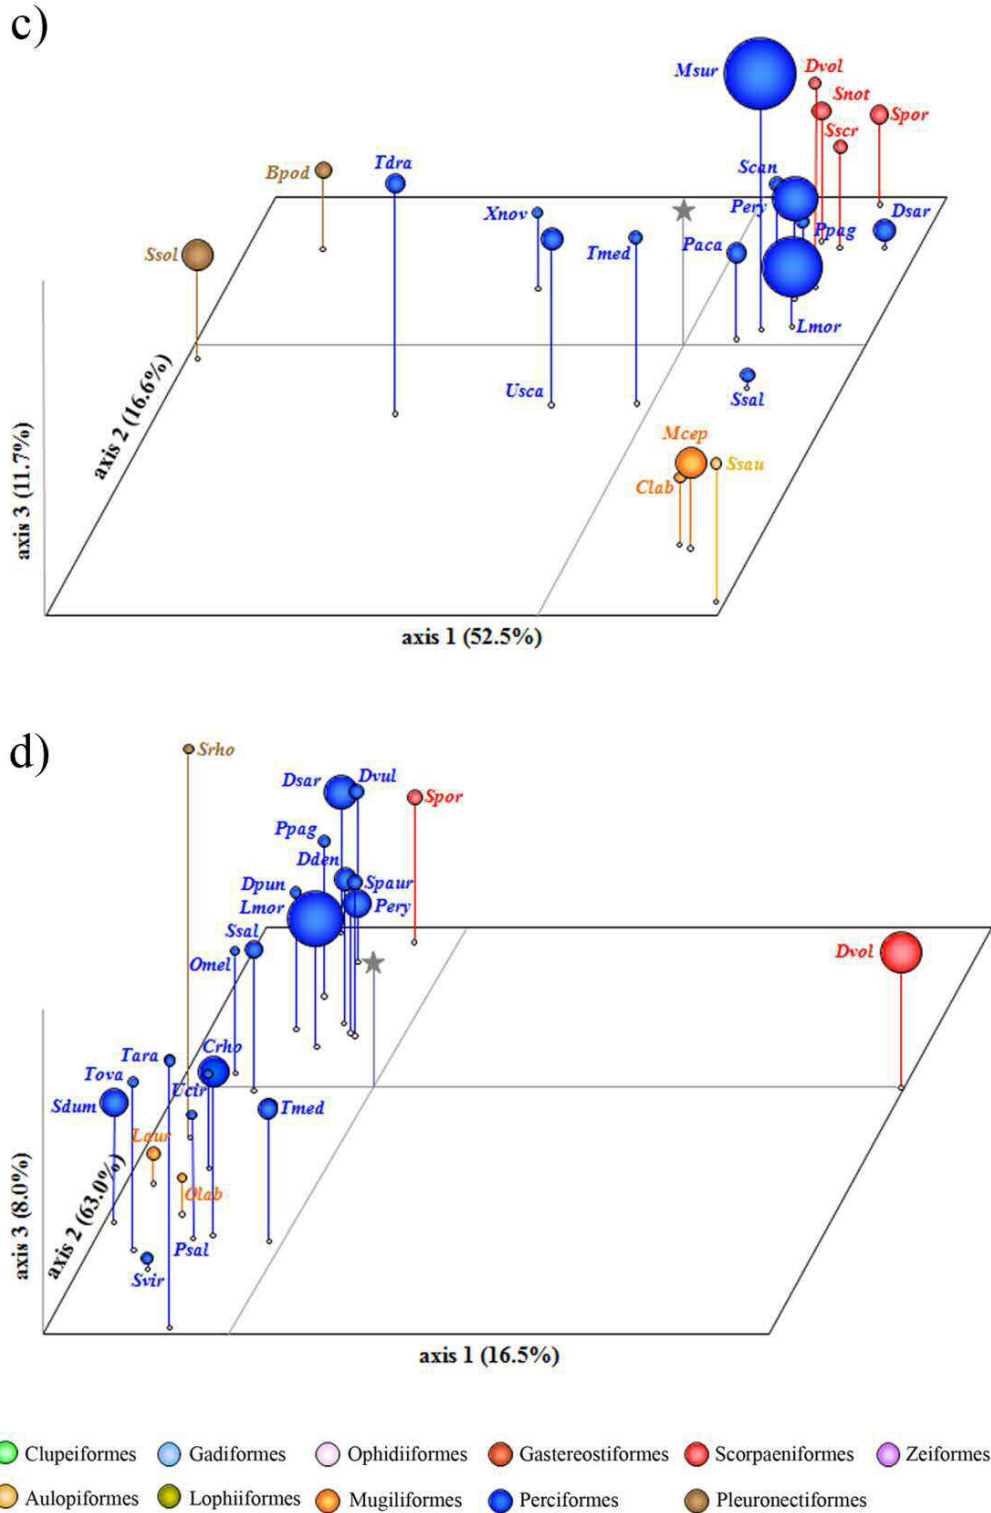 c)
Msur
Dvol
Snot
Spor
Sscr
Bpod
Tdra
Scan
Xnov
Pery
Dsar
Ssol
Tmed
Paca
Ppag
Lmor
Usca
Ssal
Mcep
Ssau
Clab
axis 3 (11.7%)
axis 2 (16.6%)
axis 1 (52.5%)
d)
Srho
Dsar
Dvul
Spor
Ppag
Dden
Dpun
Spaur
Lmor
Pery
Ssal
Omel
Dvol
Tara
Crho
Tova
Ucir
Sdum
Tmed
Laur
Olab
Psal
Svir
axis 3 (8.0%)
axis 2 (63.0%)
axis 1 (16.5%)
Clupeiformes Gadiformes Ophidiiformes Gastereostiformes Scorpaeniformes Zeiformes
Aulopiformes Lophiiformes Mugiliformes Perciformes Pleuronectiformes